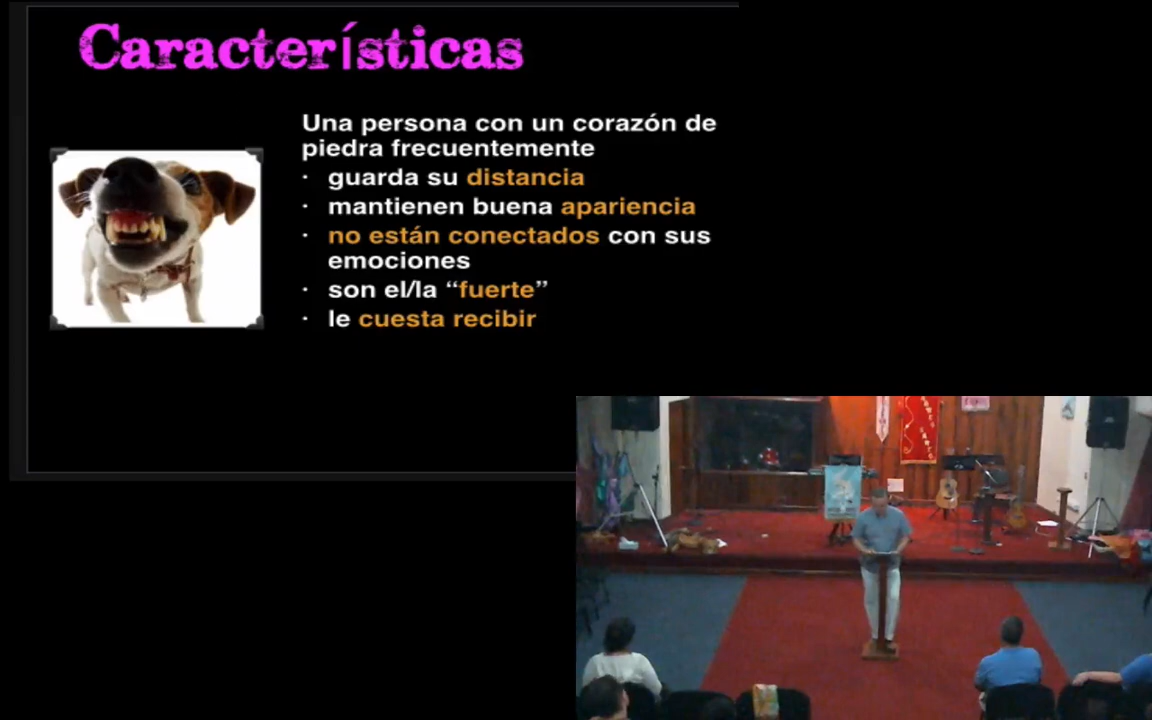 Características
Una persona con un corazón de
piedra frecuentemente
· guarda su distancia
· mantienen buena apariencia
· no están conectados con sus
emociones
· son el/la “fuerte”
· le cuesta recibir